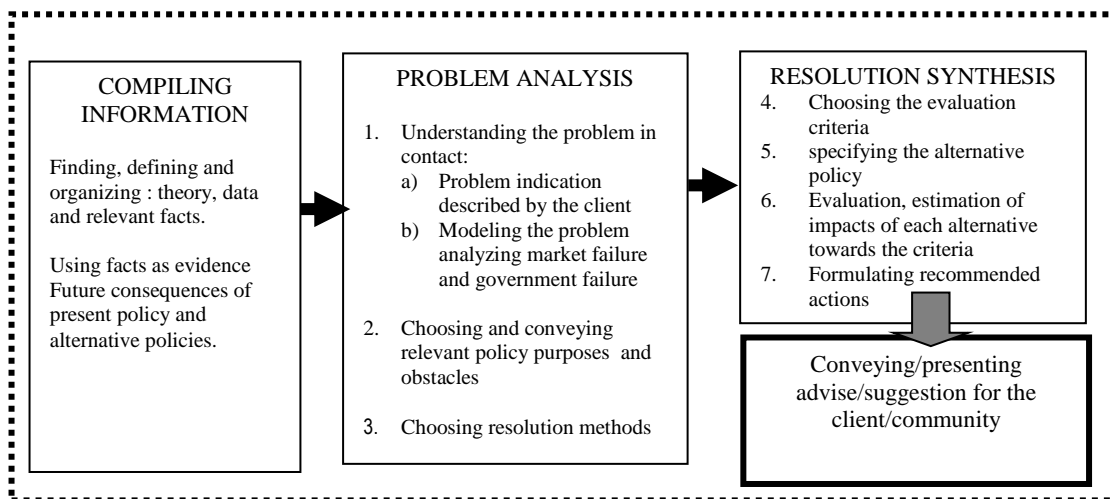 COMPILING
INFORMATION
Finding, defining and
organizing : theory, data
and relevant facts.
Using facts as evidence
Future consequences of
present policy and
alternative policies.
PROBLEM ANALYSIS
1. Understanding the problem in
contact:
a) Problem indication
described by the client
b) Modeling the problem
analyzing market failure
and government failure
2. Choosing and conveying
relevant policy purposes and
obstacles
3. Choosing resolution methods
RESOLUTION SYNTHESIS
4. Choosing the evaluation
criteria
5. specifying the alternative
policy
6. Evaluation, estimation of
impacts of each alternative
towards the criteria
7. Formulating recommended
actions
Conveying/presenting
advise/suggestion for the
client/community